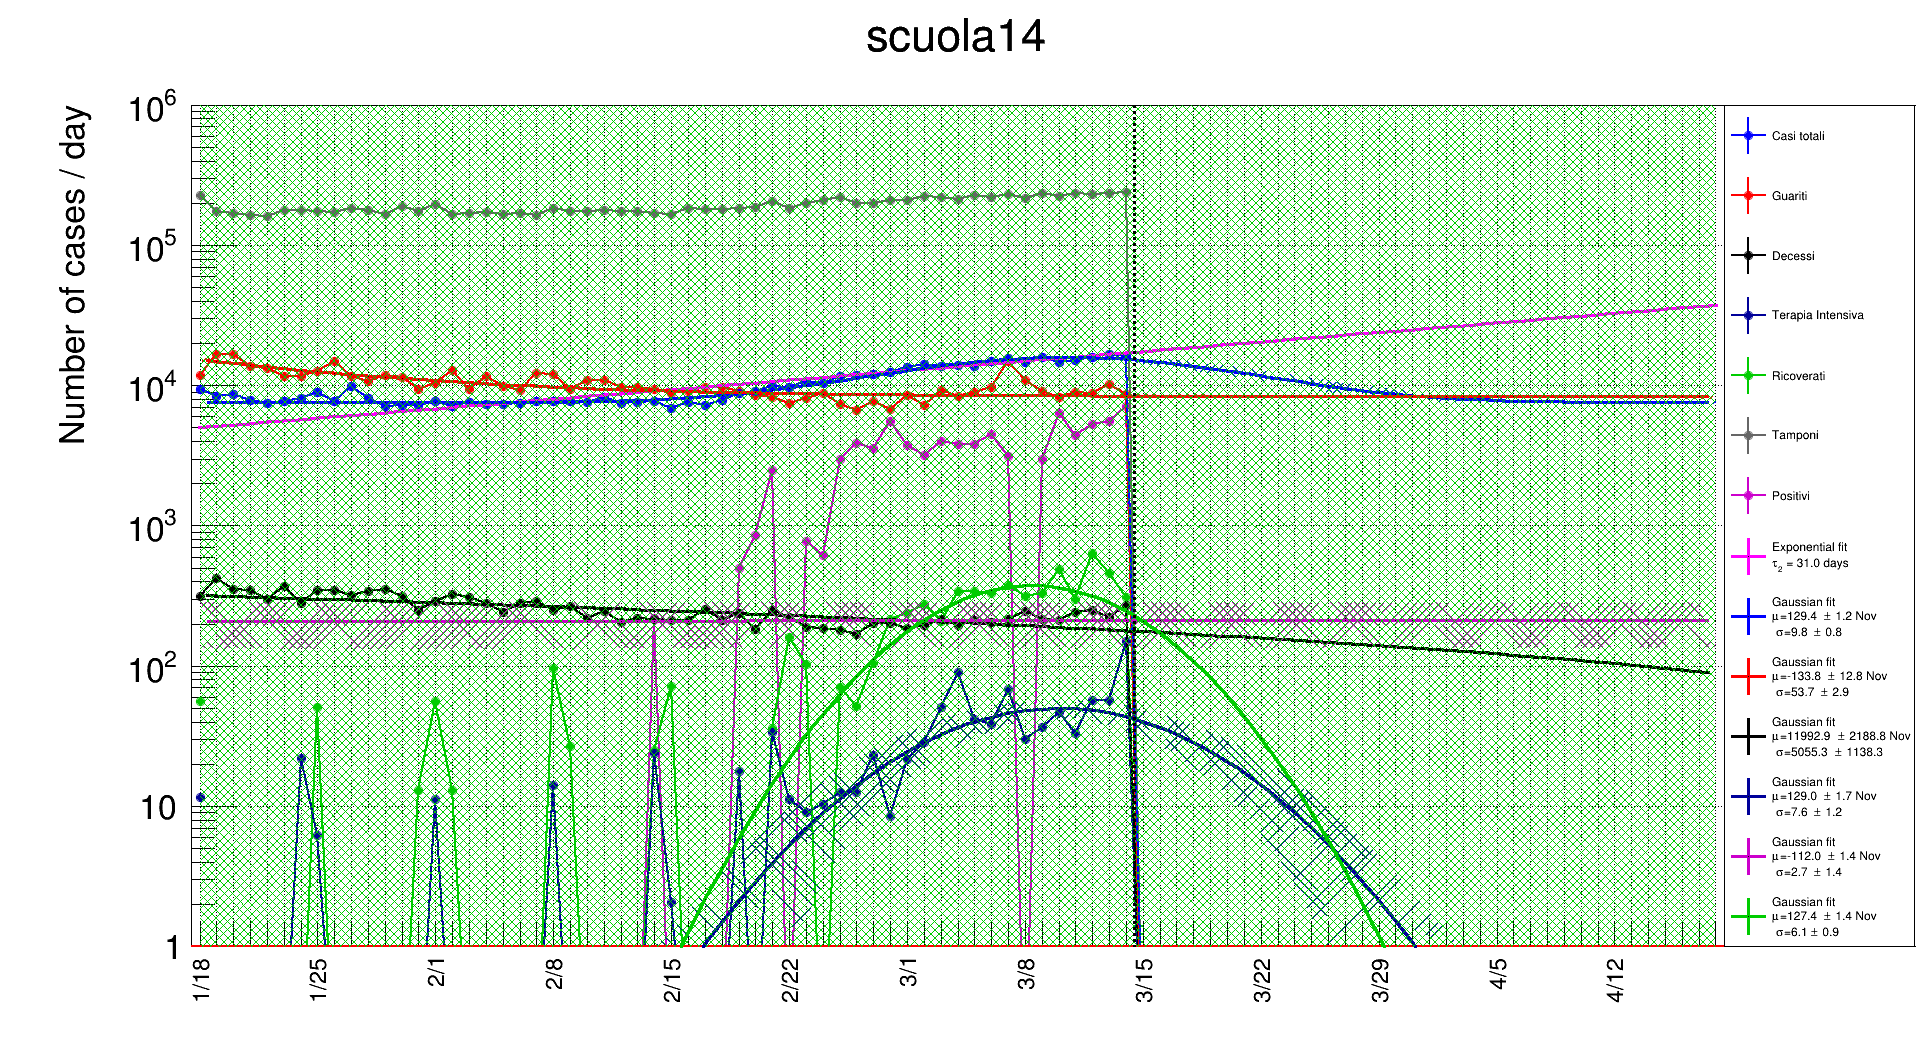 scuola14
Number of cases / day
10^6
10^5
10^4
10^3
10^2
10
1
1/18
1/25
2/1
2/8
2/15
2/22
3/1
3/8
3/15
3/22
3/29
4/5
4/12
Casi totali
Guariti
Decessi
Terapia Intensiva
Ricoverati
Tamponi
Positivi
Exponential fit
τ₂ = 31.0 days
Gaussian fit
μ=129.4 ± 1.2 Nov
σ=9.8 ± 0.8
Gaussian fit
μ=-133.8 ± 12.8 Nov
σ=53.7 ± 2.9
Gaussian fit
μ=11992.9 ± 2188.8 Nov
σ=5055.3 ± 1138.3
Gaussian fit
μ=129.0 ± 1.7 Nov
σ=7.6 ± 1.2
Gaussian fit
μ=-112.0 ± 1.4 Nov
σ=2.7 ± 1.4
Gaussian fit
μ=127.4 ± 1.4 Nov
σ=6.1 ± 0.9